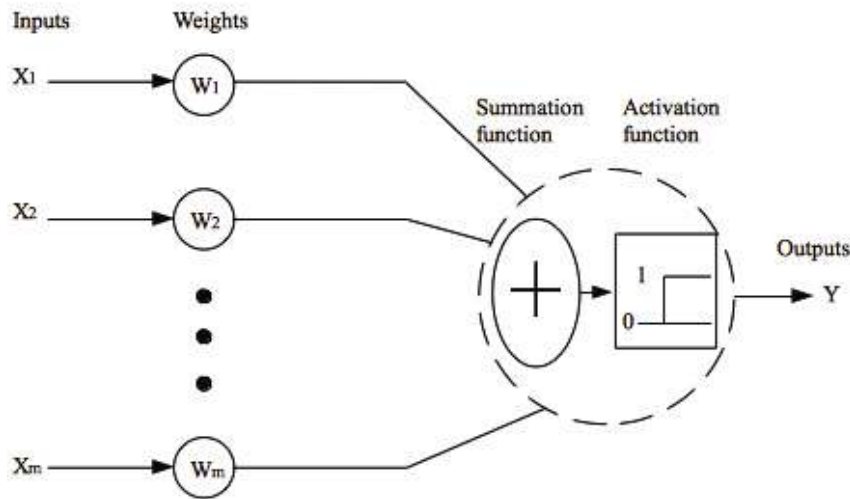 Inputs Weights
X1 W1
Summation function
Activation function
X2 W2
Outputs
1
0
Y
Xm Wm